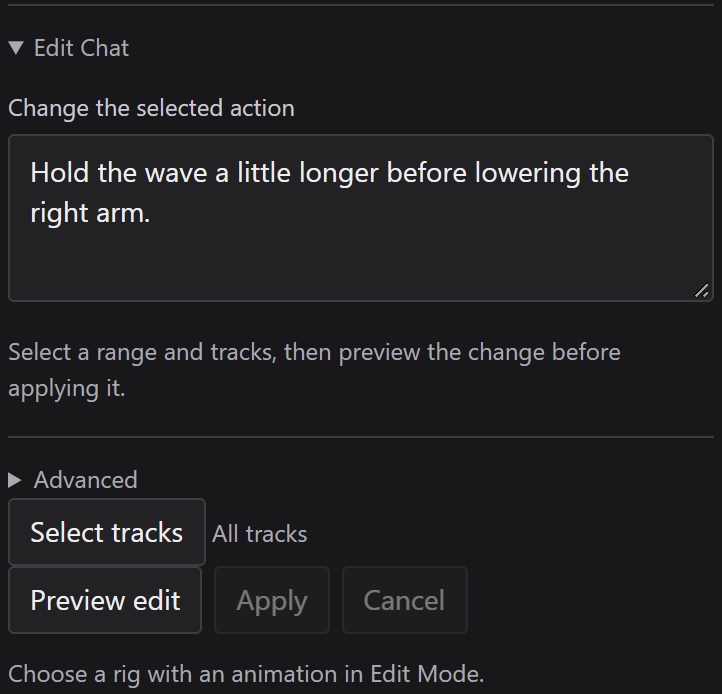 Edit Chat
Change the selected action
Hold the wave a little longer before lowering the
right arm.
Select a range and tracks, then preview the change before
applying it.
Advanced
Select tracks All tracks
Preview edit Apply Cancel
Choose a rig with an animation in Edit Mode.